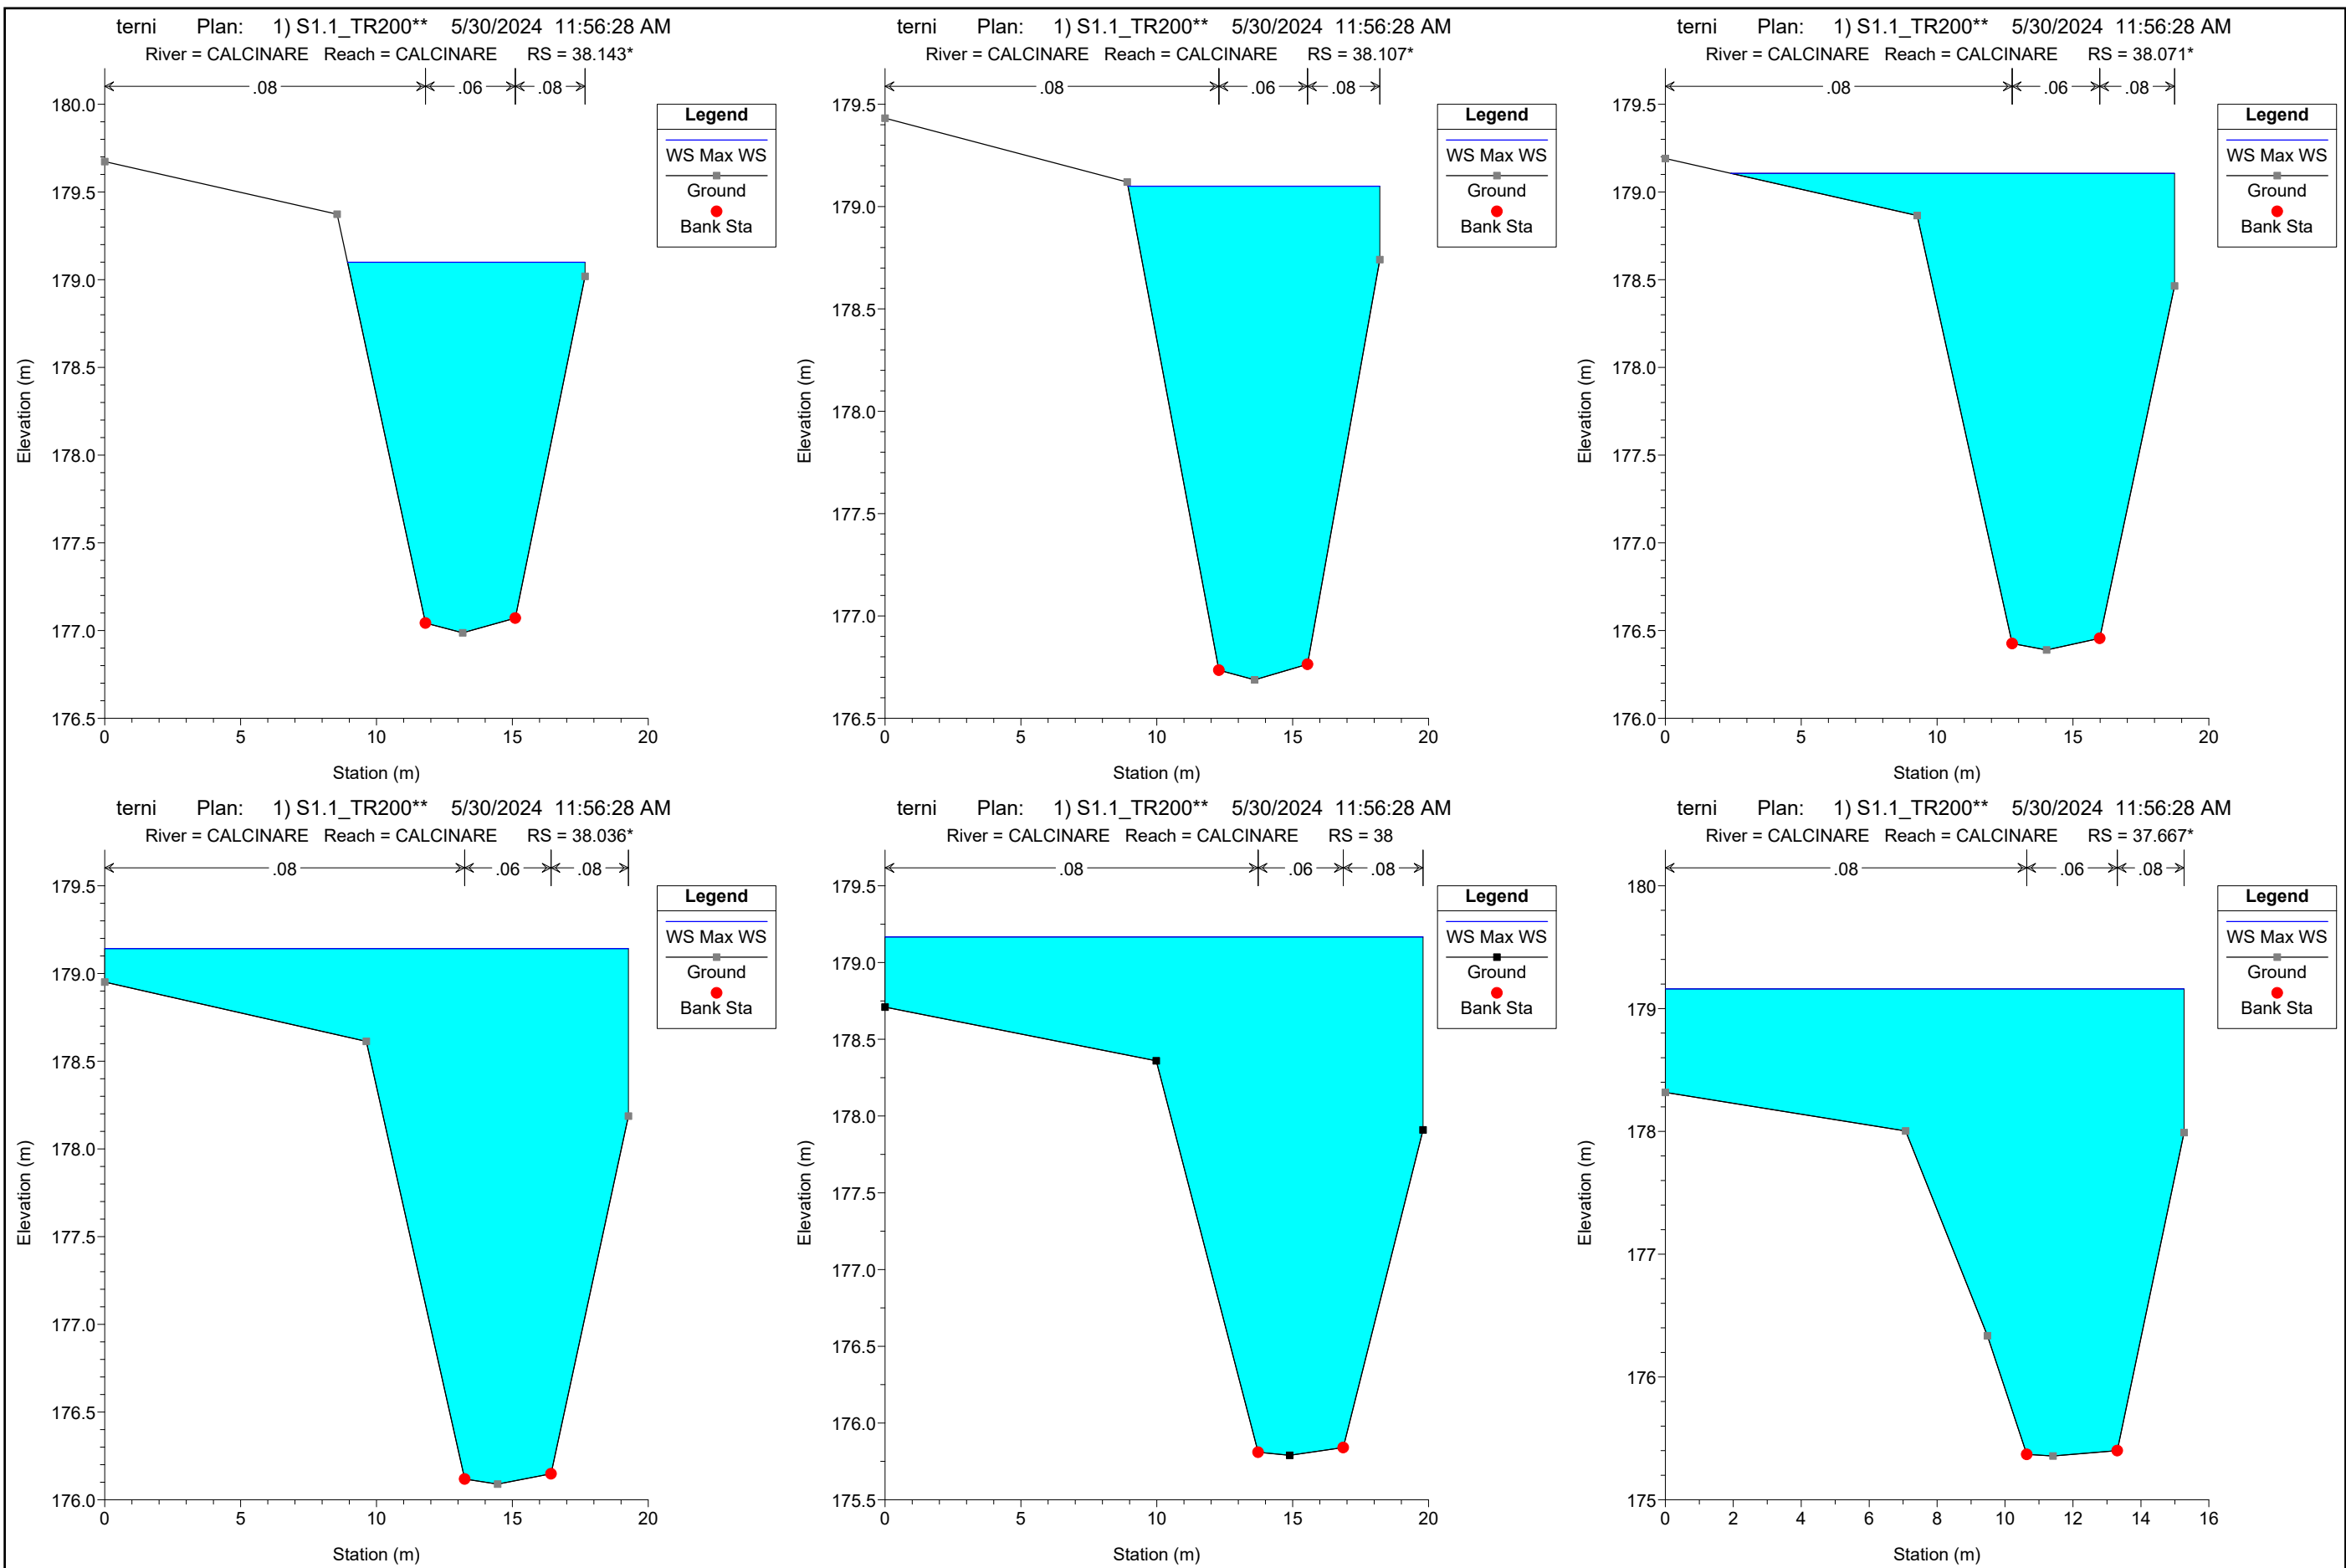 terni Plan: 1) S1.1_TR200** 5/30/2024 11:56:28 AM
River = CALCINARE Reach = CALCINARE RS = 38.143*
.08 .06 .08
Legend
WS Max WS
Ground
Bank Sta
180.0
179.5
179.0
178.5
178.0
177.5
177.0
176.5
Elevation (m)
0 5 10 15 20
Station (m)
terni Plan: 1) S1.1_TR200** 5/30/2024 11:56:28 AM
River = CALCINARE Reach = CALCINARE RS = 38.107*
.08 .06 .08
Legend
WS Max WS
Ground
Bank Sta
179.5
179.0
178.5
178.0
177.5
177.0
176.5
Elevation (m)
0 5 10 15 20
Station (m)
terni Plan: 1) S1.1_TR200** 5/30/2024 11:56:28 AM
River = CALCINARE Reach = CALCINARE RS = 38.071*
.08 .06 .08
Legend
WS Max WS
Ground
Bank Sta
179.5
179.0
178.5
178.0
177.5
177.0
176.5
176.0
Elevation (m)
0 5 10 15 20
Station (m)
terni Plan: 1) S1.1_TR200** 5/30/2024 11:56:28 AM
River = CALCINARE Reach = CALCINARE RS = 38.036*
.08 .06 .08
Legend
WS Max WS
Ground
Bank Sta
179.5
179.0
178.5
178.0
177.5
177.0
176.5
176.0
Elevation (m)
0 5 10 15 20
Station (m)
terni Plan: 1) S1.1_TR200** 5/30/2024 11:56:28 AM
River = CALCINARE Reach = CALCINARE RS = 38
.08 .06 .08
Legend
WS Max WS
Ground
Bank Sta
179.5
179.0
178.5
178.0
177.5
177.0
176.5
176.0
175.5
Elevation (m)
0 5 10 15 20
Station (m)
terni Plan: 1) S1.1_TR200** 5/30/2024 11:56:28 AM
River = CALCINARE Reach = CALCINARE RS = 37.667*
.08 .06 .08
Legend
WS Max WS
Ground
Bank Sta
180
179
178
177
176
175
Elevation (m)
0 2 4 6 8 10 12 14 16
Station (m)